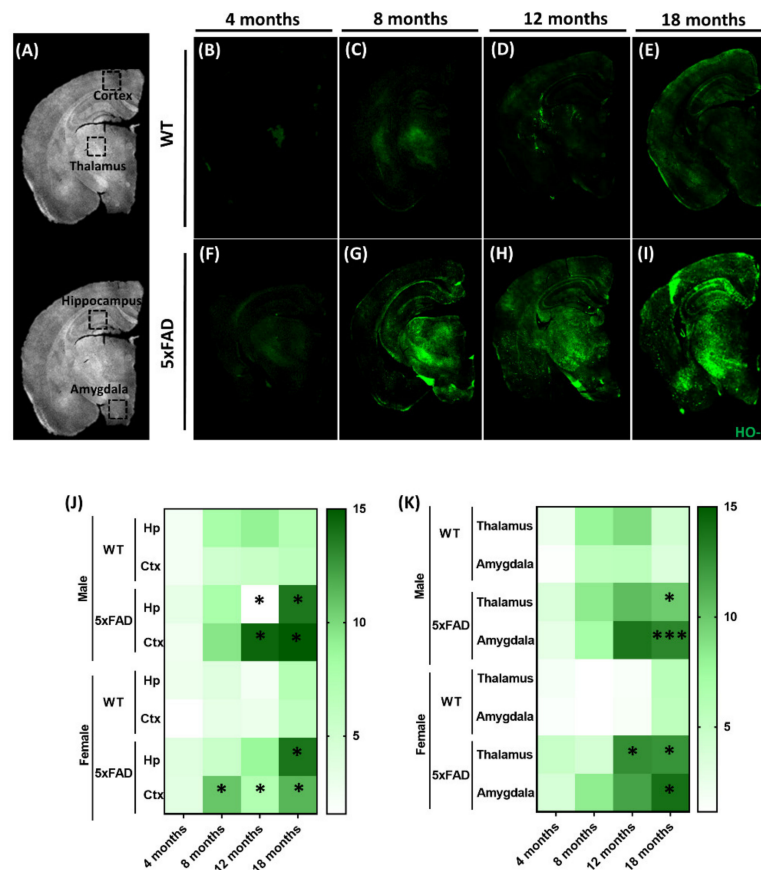 4 months 8 months 12 months 18 months
(A) (B) (C) (D) (E)
Cortex
Thalamus
WT
(F) (G) (H) (I)
Hippocampus
Amygdala
5xFAD
HO-
(J) (K)
Male
WT
Hp
Ctx
5xFAD
Hp * *
Ctx * *
Female
WT
Hp
Ctx
5xFAD
Hp *
Ctx * * *
15
10
5
4 months 8 months 12 months 18 months
Male
WT
Thalamus
Amygdala
5xFAD
Thalamus *
Amygdala ***
Female
WT
Thalamus
Amygdala
5xFAD
Thalamus * *
Amygdala *
15
10
5
4 months 8 months 12 months 18 months